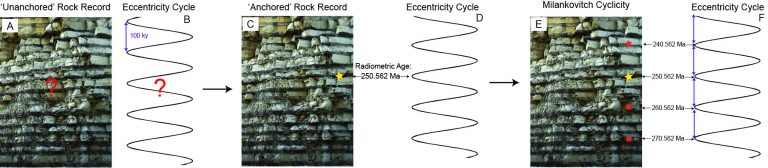 'Unanchored' Rock Record
Eccentricity Cycle
'Anchored' Rock Record
Eccentricity Cycle
Milankovitch Cyclicity
Eccentricity Cycle
A
B
C
D
E
F
100 ky
?
?
Radiometric Age:
250.562 Ma
240.562 Ma
250.562 Ma
260.562 Ma
270.562 Ma